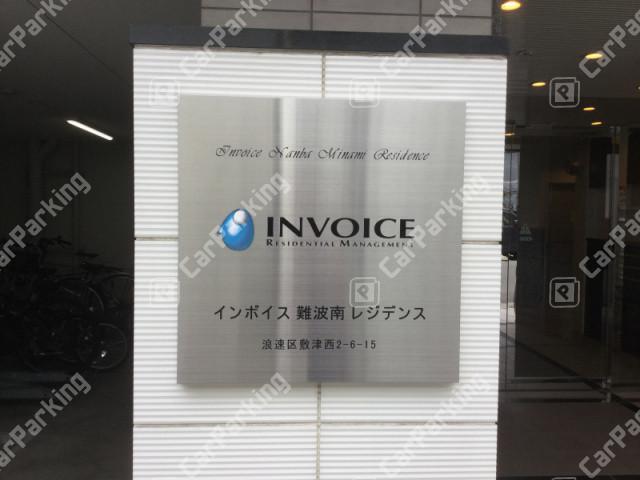 Invoice Nanba Minami Residence
INVOICE
RESIDENTIAL MANAGEMENT
インボイス 難波南 レジデンス
浪速区敷津西2-6-15
CarParking